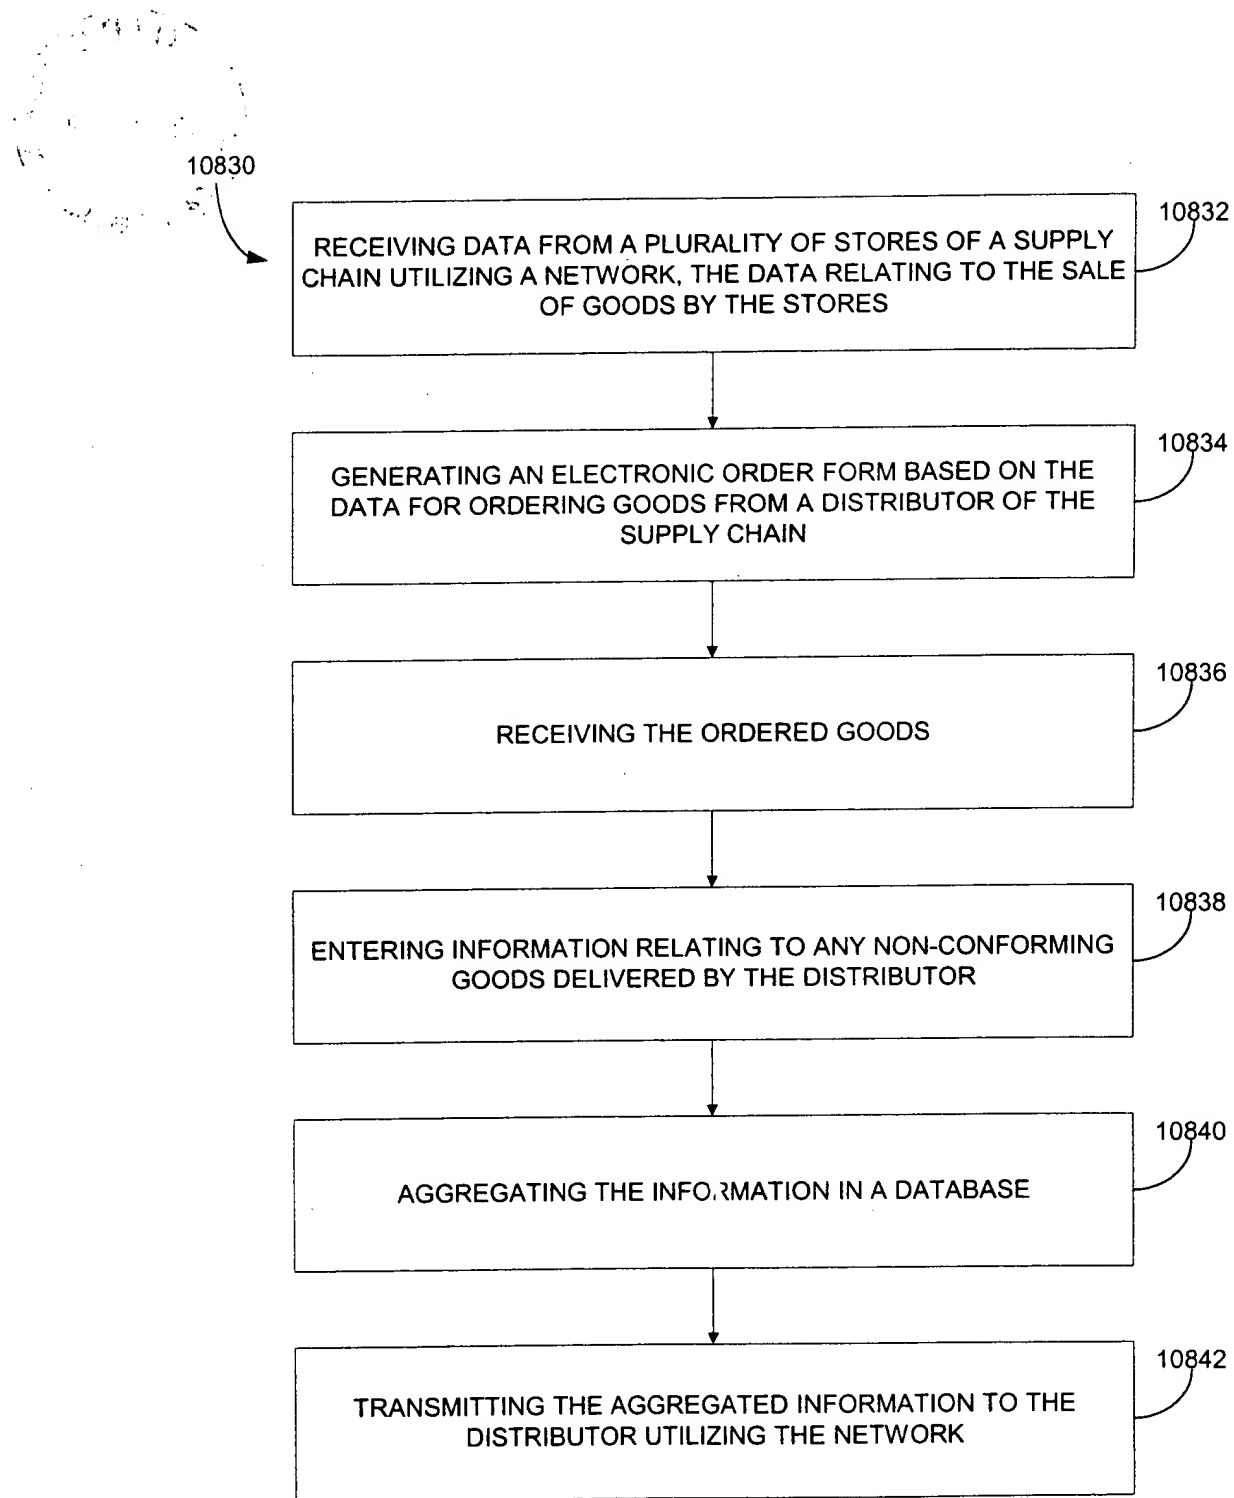 10830
10832
RECEIVING DATA FROM A PLURALITY OF STORES OF A SUPPLY
CHAIN UTILIZING A NETWORK, THE DATA RELATING TO THE SALE
OF GOODS BY THE STORES
10834
GENERATING AN ELECTRONIC ORDER FORM BASED ON THE
DATA FOR ORDERING GOODS FROM A DISTRIBUTOR OF THE
SUPPLY CHAIN
10836
RECEIVING THE ORDERED GOODS
10838
ENTERING INFORMATION RELATING TO ANY NON-CONFORMING
GOODS DELIVERED BY THE DISTRIBUTOR
10840
AGGREGATING THE INFORMATION IN A DATABASE
10842
TRANSMITTING THE AGGREGATED INFORMATION TO THE
DISTRIBUTOR UTILIZING THE NETWORK